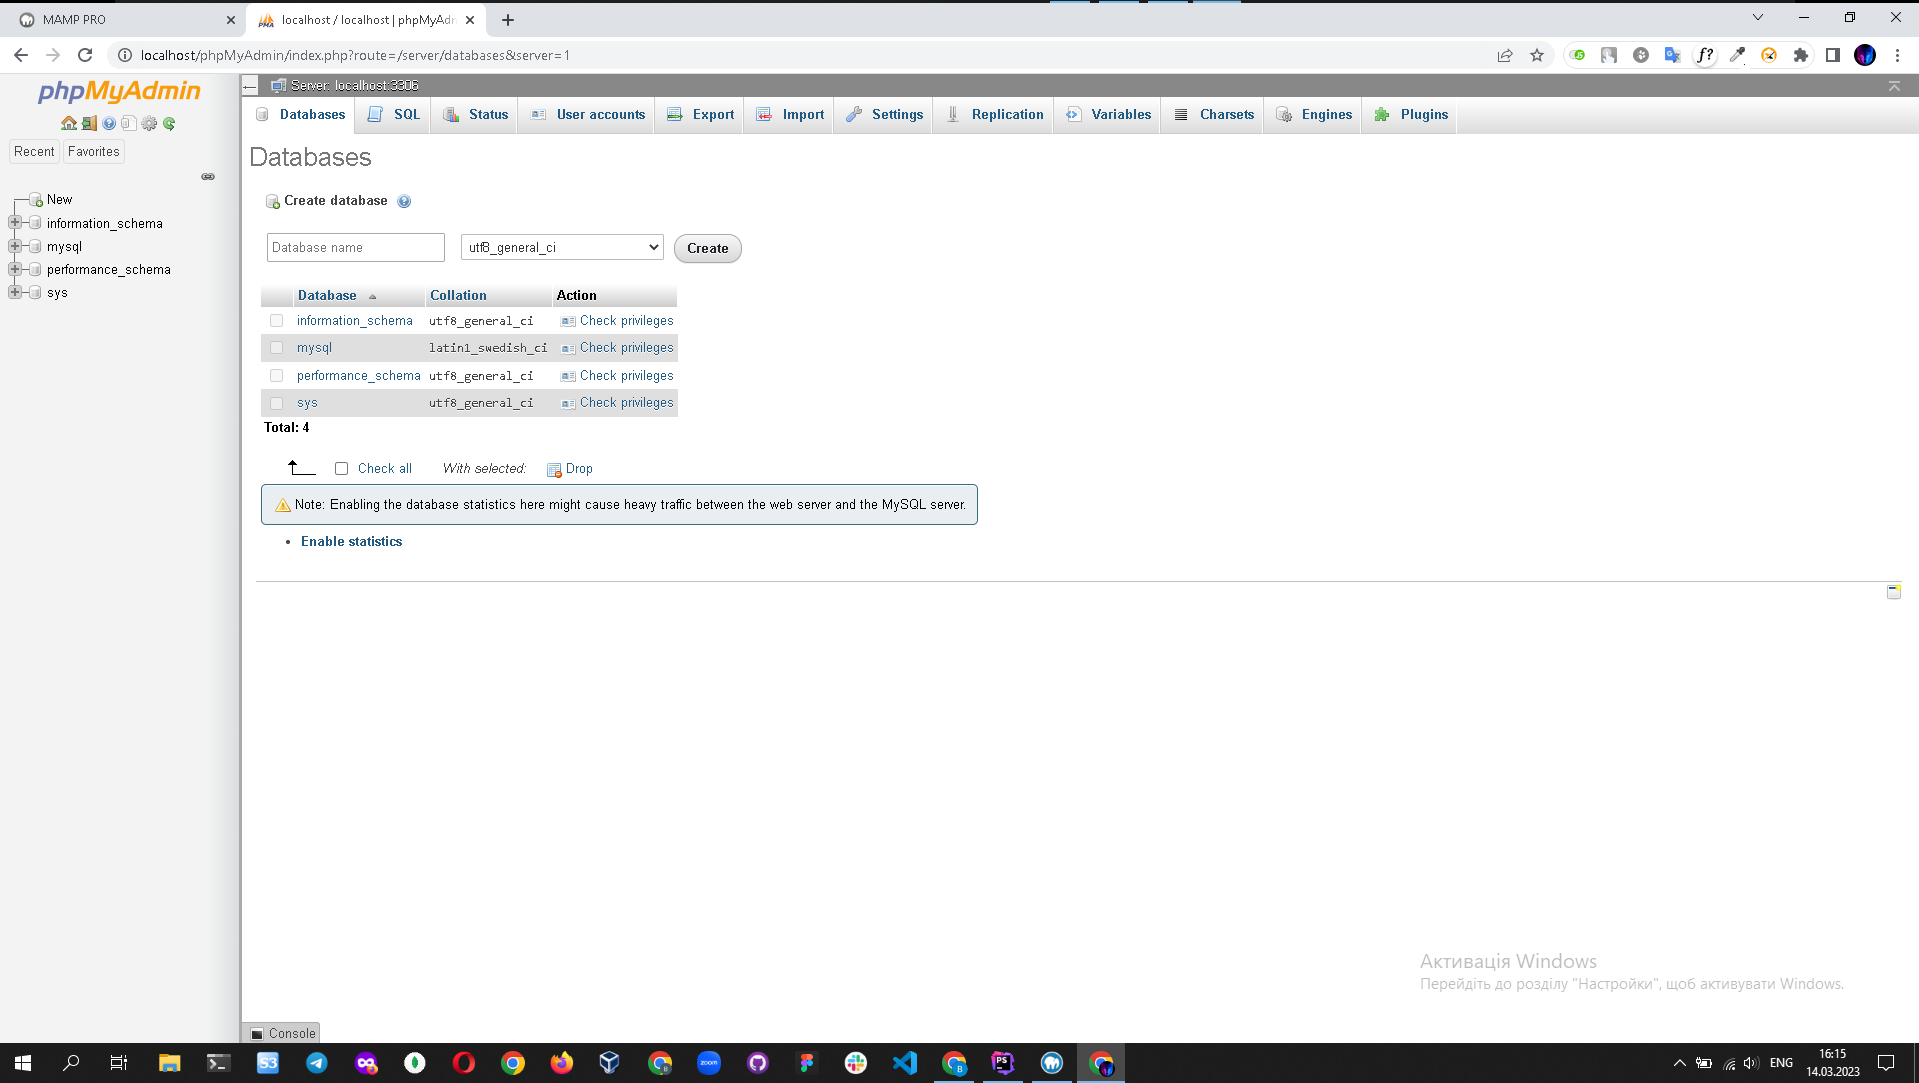 MAMP PRO
localhost / localhost | phpMyAdm
localhost/phpMyAdmin/index.php?route=/server/databases&server=1
phpMyAdmin
Recent Favorites
New
information_schema
mysql
performance_schema
sys
Server: localhost:3306
Databases SQL Status User accounts Export Import Settings Replication Variables Charsets Engines Plugins
Databases
Create database
Database name utf8_general_ci Create
Database Collation Action
information_schema utf8_general_ci Check privileges
mysql latin1_swedish_ci Check privileges
performance_schema utf8_general_ci Check privileges
sys utf8_general_ci Check privileges
Total: 4
Check all With selected: Drop
Note: Enabling the database statistics here might cause heavy traffic between the web server and the MySQL server.
• Enable statistics
Активація Windows
Перейдіть до розділу "Настройки", щоб активувати Windows.
Console
S3 zoom B PS B
ENG
16:15
14.03.2023